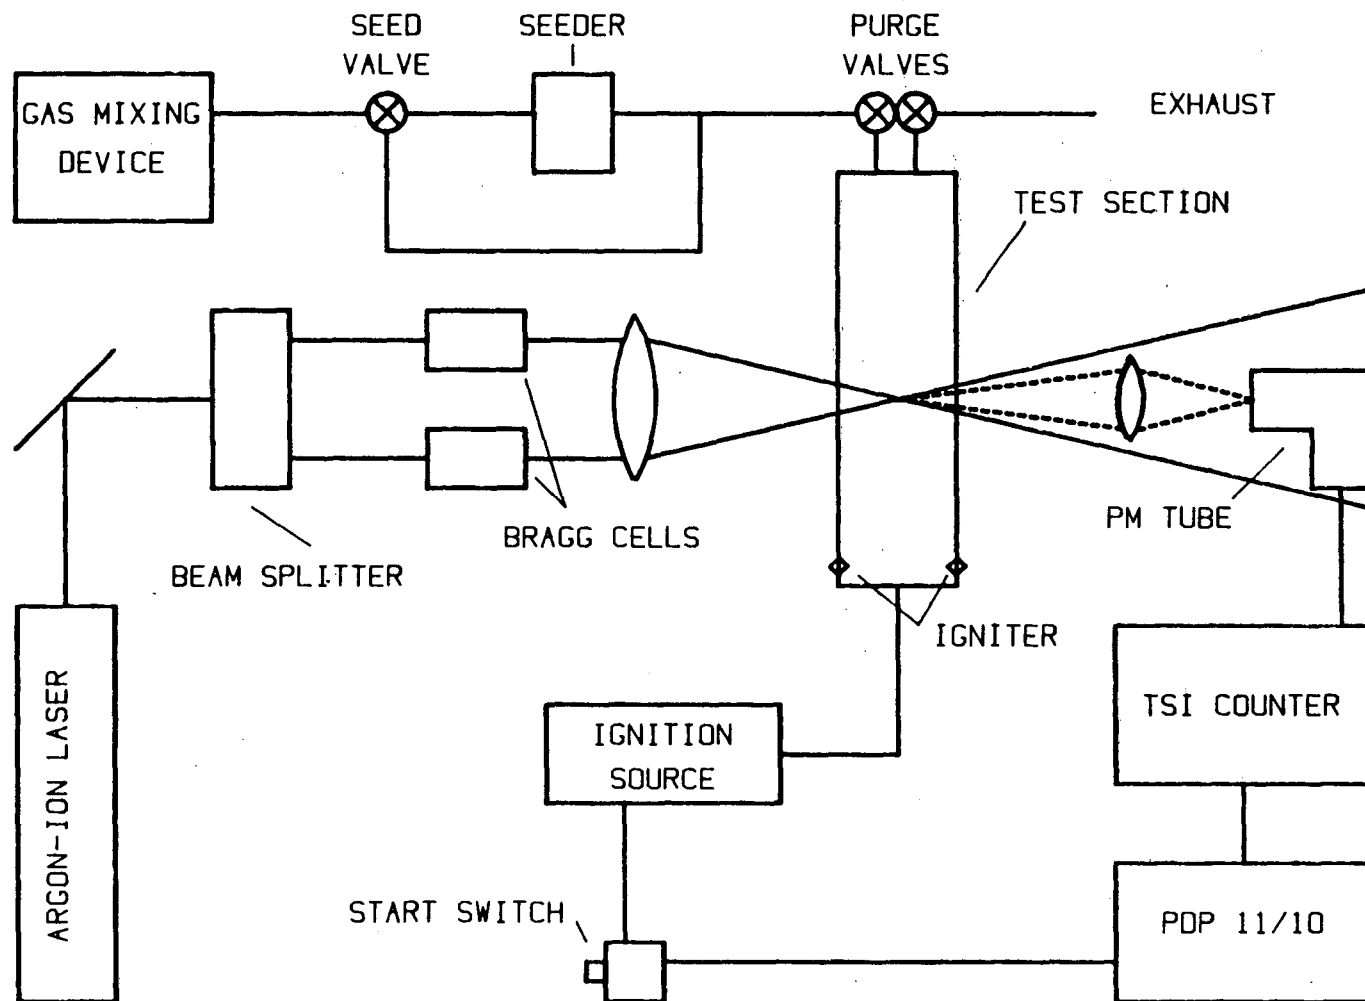 SEED
VALVE
SEEDER
PURGE
VALVES
GAS MIXING
DEVICE
EXHAUST
TEST SECTION
BRAGG CELLS
PM TUBE
BEAM SPLITTER
IGNITER
ARGON-ION LASER
IGNITION
SOURCE
TSI COUNTER
START SWITCH
PDP 11/10